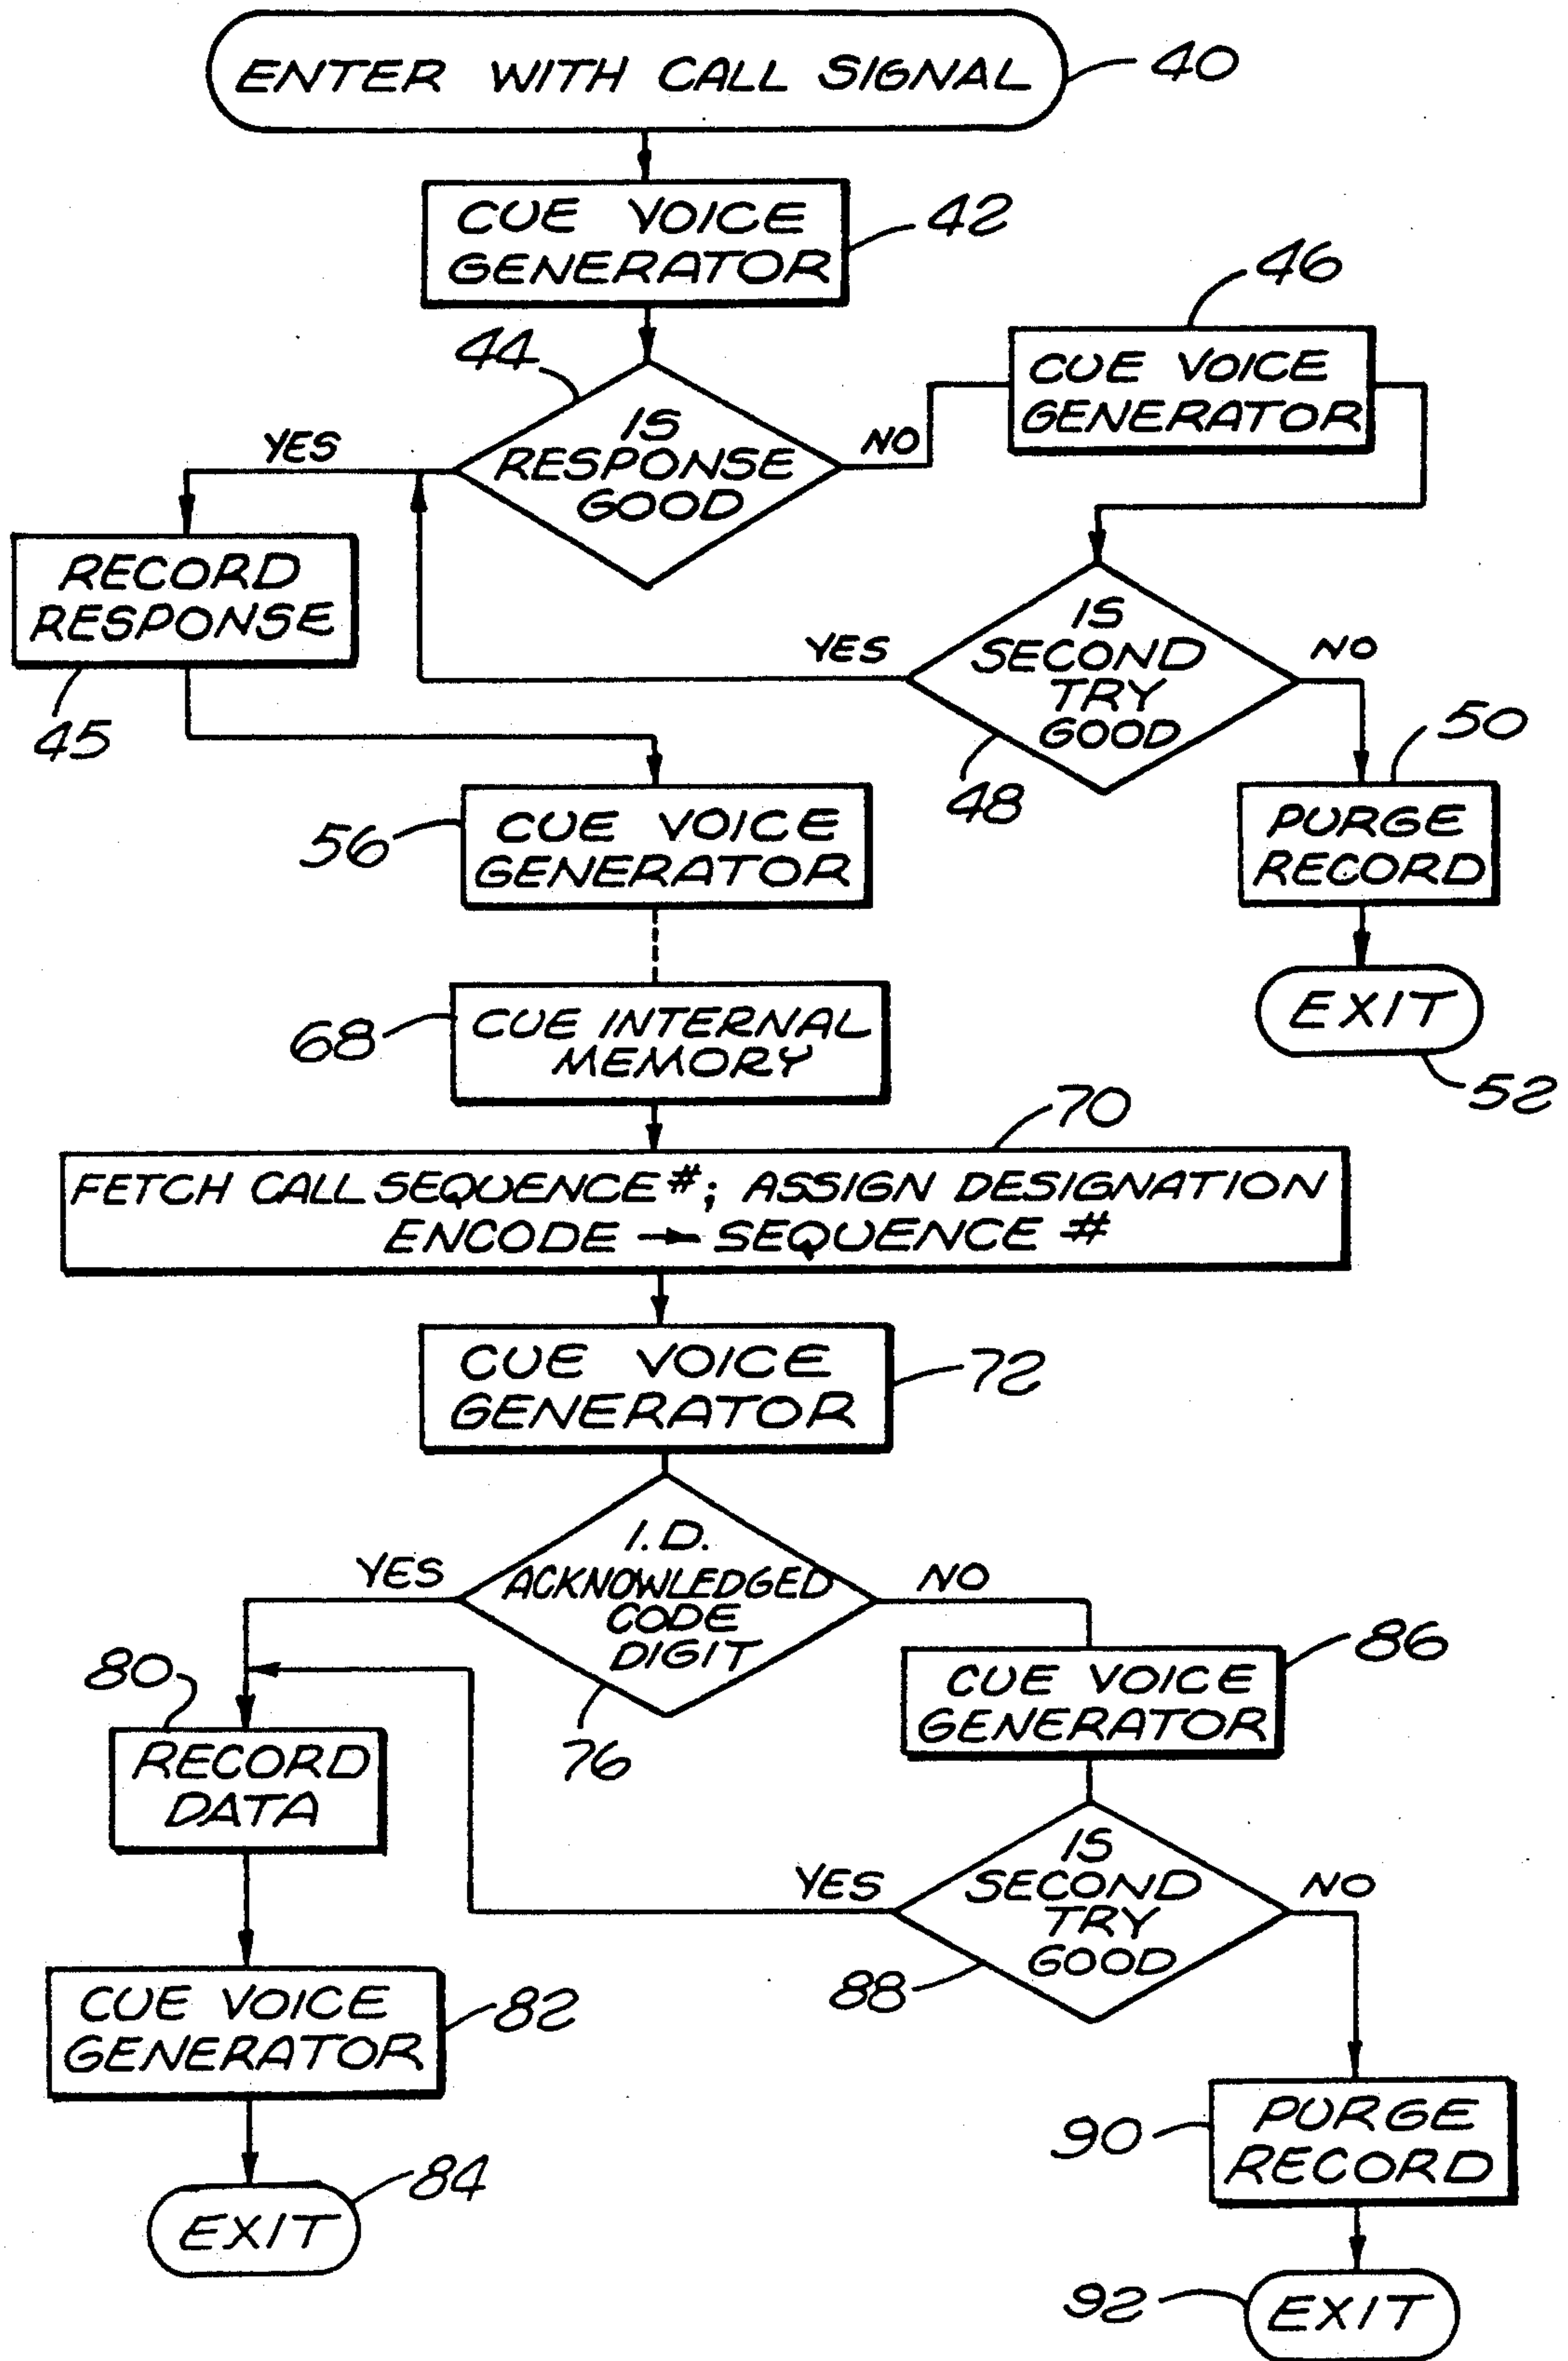 ENTER WITH CALL SIGNAL
40
CUE VOICE
GENERATOR
42
46
CUE VOICE
GENERATOR
44
IS
RESPONSE
GOOD
YES
NO
RECORD
RESPONSE
45
IS
SECOND
TRY
GOOD
YES
NO
48
50
PURGE
RECORD
EXIT
52
56
CUE VOICE
GENERATOR
68
CUE INTERNAL
MEMORY
70
FETCH CALL SEQUENCE #; ASSIGN DESIGNATION
ENCODE → SEQUENCE #
CUE VOICE
GENERATOR
72
I.D.
ACKNOWLEDGED
CODE
DIGIT
YES
NO
76
80
RECORD
DATA
86
CUE VOICE
GENERATOR
IS
SECOND
TRY
GOOD
YES
NO
88
CUE VOICE
GENERATOR
82
EXIT
84
90
PURGE
RECORD
92
EXIT